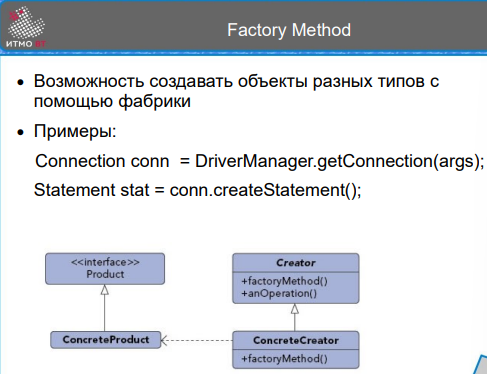 Factory Method
ИТМО ВТ
• Возможность создавать объекты разных типов с
помощью фабрики
• Примеры:
Connection conn = DriverManager.getConnection(args);
Statement stat = conn.createStatement();
<<interface>>
Product
Creator
+factoryMethod()
+anOperation()
ConcreteProduct
ConcreteCreator
+factoryMethod()